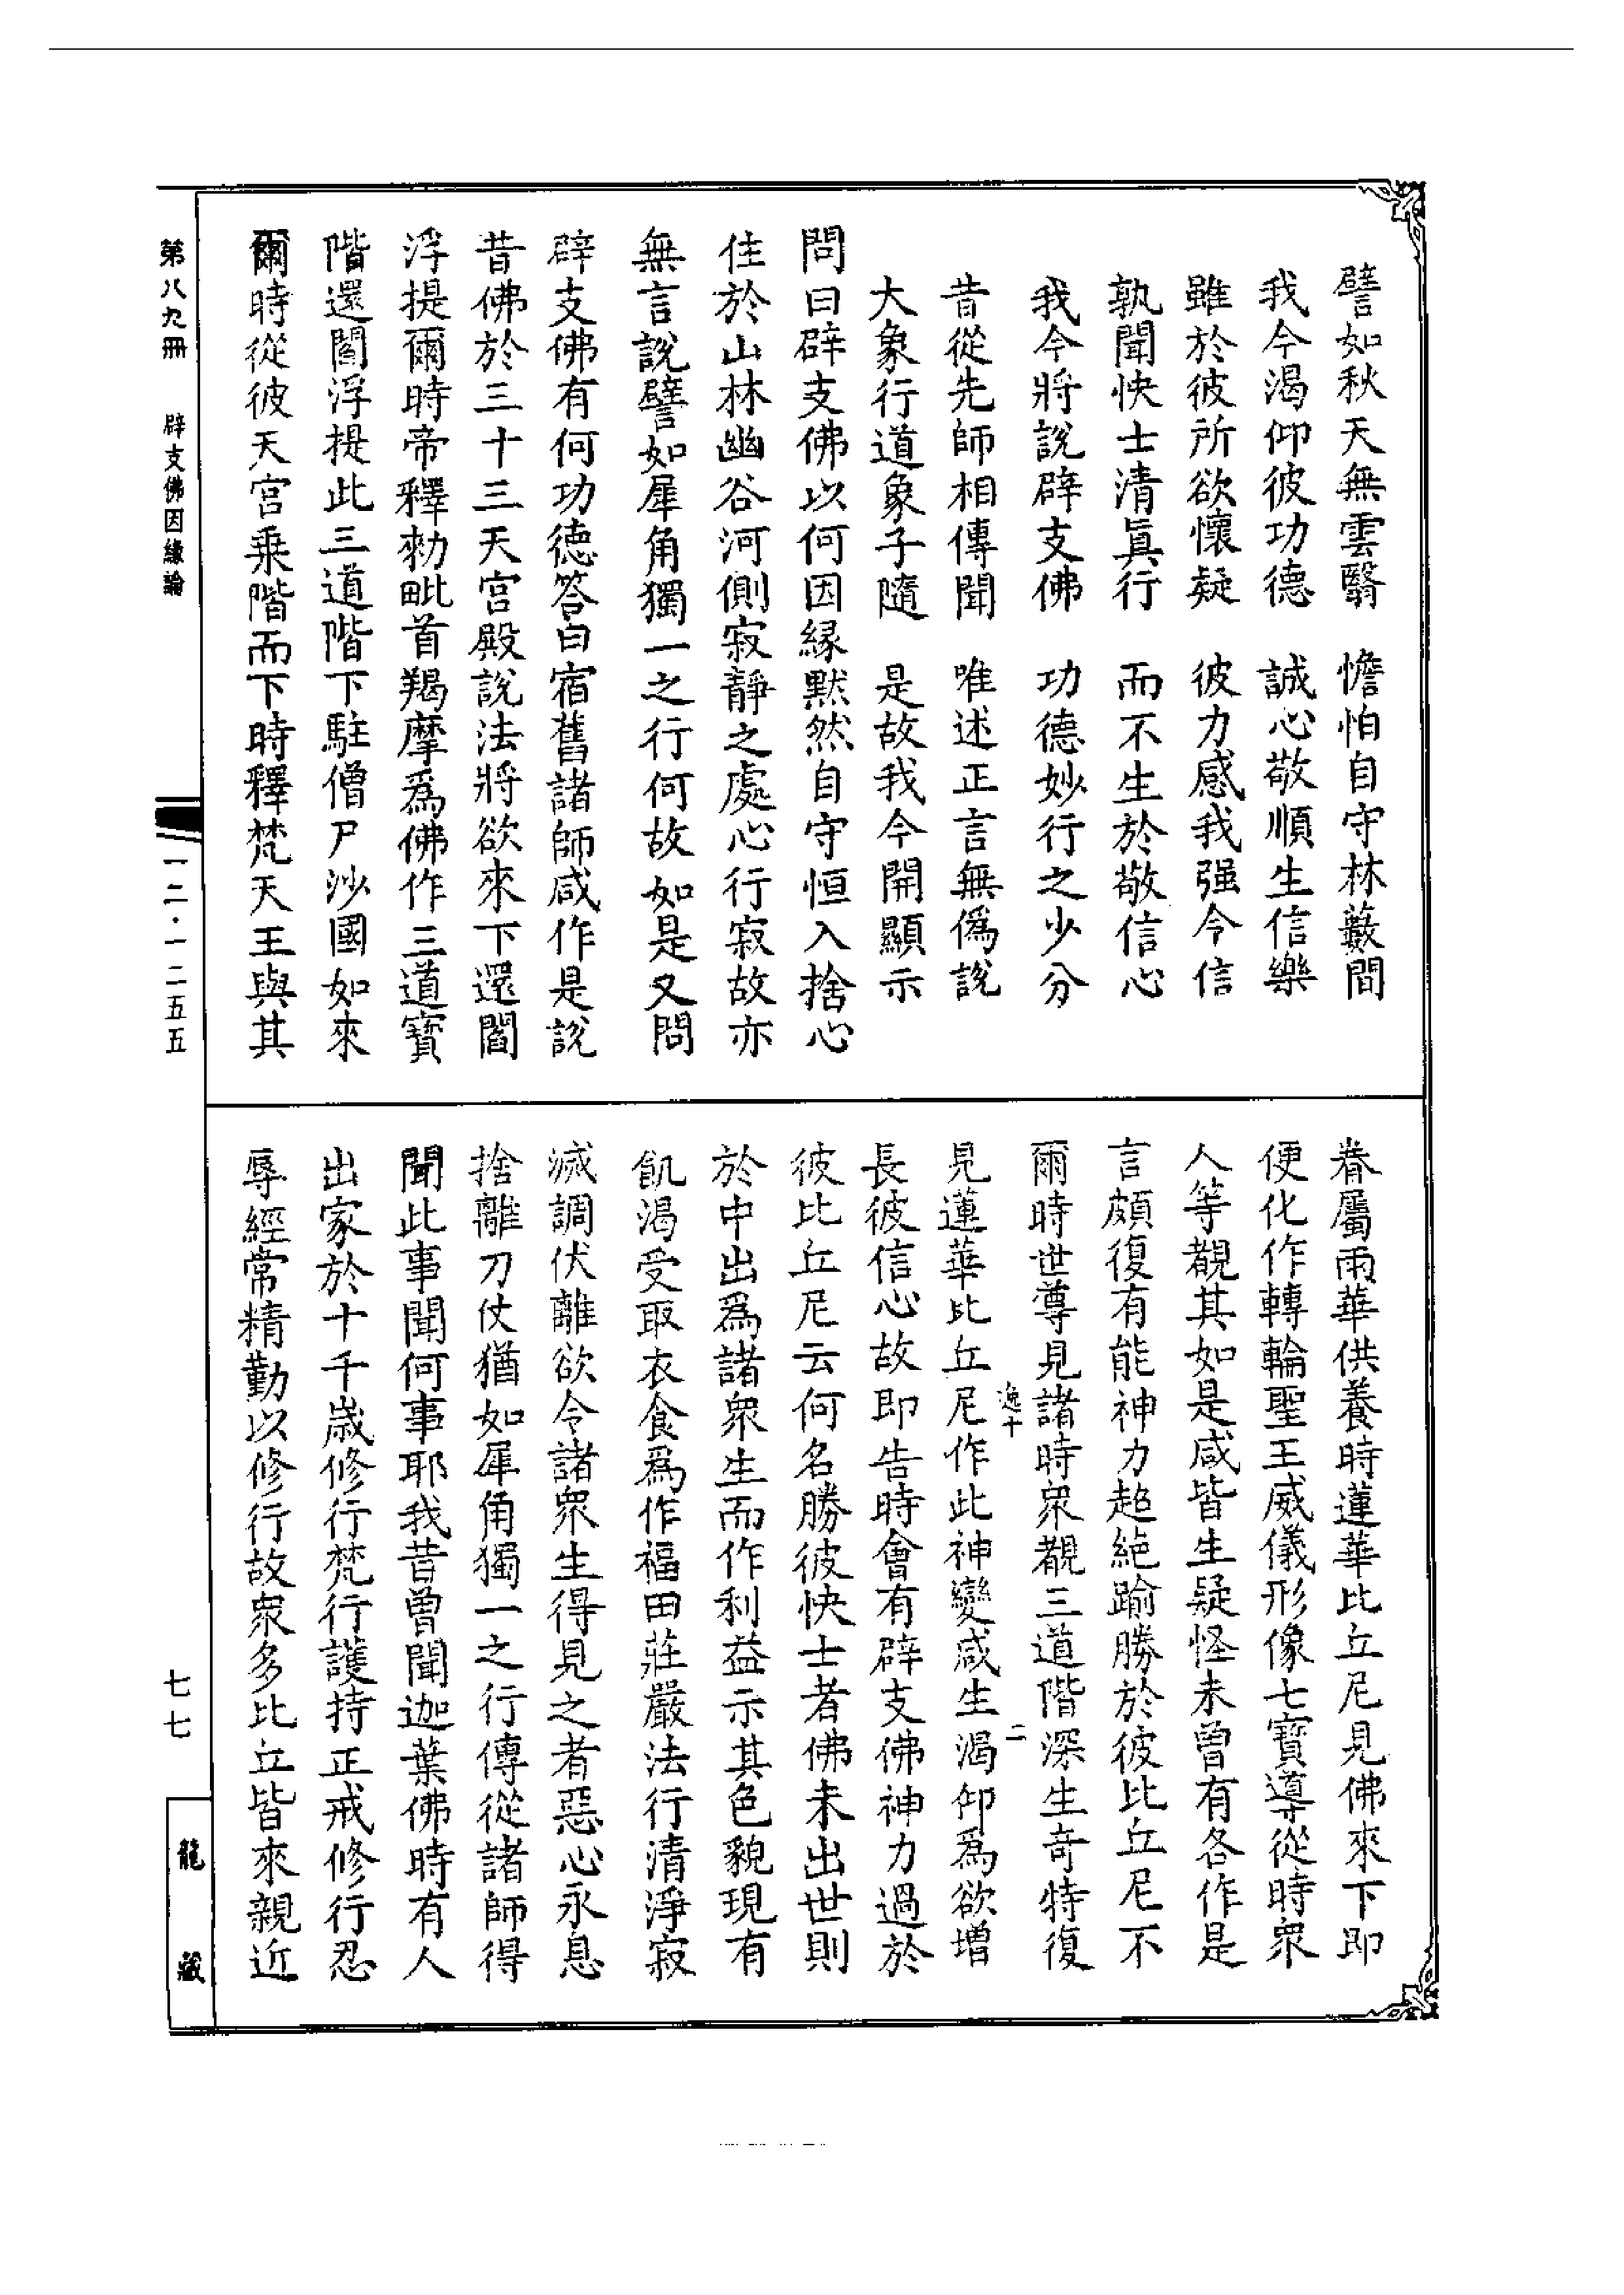 譬如秋天無雲翳　憺怕自守林藪間
我今渴仰彼功德　誠心敬順生信樂
雖於彼所欲懷疑　彼力感我强今信
孰聞快士清眞行　而不生於敬信心
我今將說辟支佛　功德妙行之少分
昔從先師相傳聞　唯述正言無僞說
大象行道象子隨　是故我今開顯示
問曰辟支佛以何因緣默然自守恒入捨心
住於山林幽谷河側寂靜之處心行寂故亦
無言說譬如犀角獨一之行何故如是又問
辟支佛有何功德答曰宿舊諸師咸作是說
昔佛於三十三天宮殿說法將欲來下還閻
浮提爾時帝釋勑毗首羯摩爲佛作三道寶
階還閻浮提此三道階下駐僧尸沙國如來
爾時從彼天宮乘階而下時釋梵天王與其
眷屬雨華供養時蓮華比丘尼見佛來下即
便化作轉輪聖王威儀形像七寶導從時眾
人等覩其如是咸皆生疑怪未曾有各作是
言頗復有能神力超絕踰勝於彼比丘尼不
爾時世尊見諸時眾覩三道階深生奇特復
逸十　二
見蓮華比丘尼作此神變咸生渴仰爲欲增
長彼信心故即告時會有辟支佛神力過於
彼比丘尼云何名勝彼快士者佛未出世則
於中出爲諸眾生而作利益示其色貌現有
飢渴受取衣食爲作福田莊嚴法行清淨寂
滅調伏離欲令諸眾生得見之者惡心永息
捨離刀仗猶如犀角獨一之行傳從諸師得
聞此事聞何事耶我昔曾聞迦葉佛時有人
出家於十千歲修行梵行護持正戒修行忍
辱經常精勤以修行故眾多比丘皆來親近
第八九冊　辟支佛因緣論
一二·一二五五
七七
龍藏